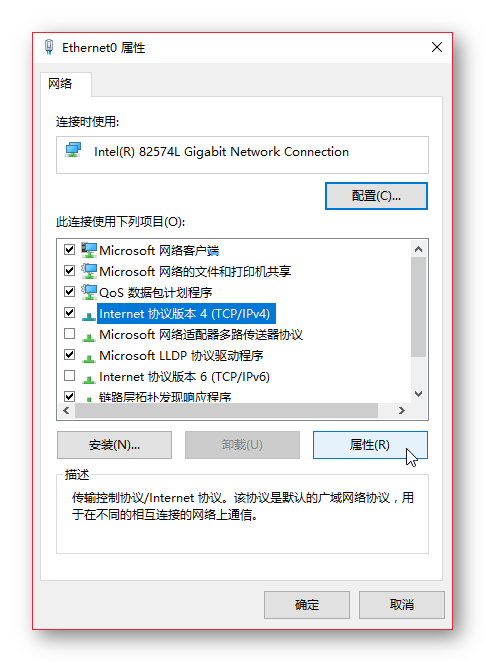 Ethernet0 属性
网络
连接时使用:
Intel(R) 82574L Gigabit Network Connection
配置(C)...
此连接使用下列项目(O):
Microsoft 网络客户端
Microsoft 网络的文件和打印机共享
QoS 数据包计划程序
Internet 协议版本 4 (TCP/IPv4)
Microsoft 网络适配器多路传送器协议
Microsoft LLDP 协议驱动程序
Internet 协议版本 6 (TCP/IPv6)
链路层拓扑发现响应程序
安装(N)...
卸载(U)
属性(R)
描述
传输控制协议/Internet 协议。该协议是默认的广域网络协议，用
于在不同的相互连接的网络上通信。
确定
取消